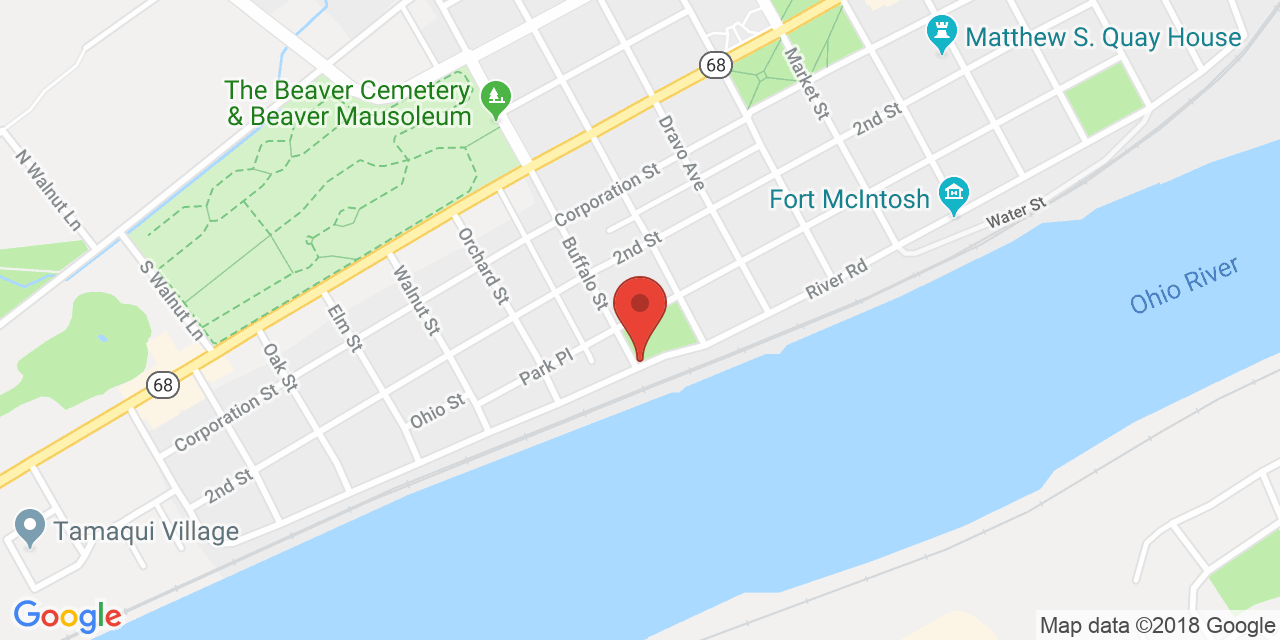 Matthew S. Quay House
68
Market St
The Beaver Cemetery
& Beaver Mausoleum
2nd St
Dravo Ave
N Walnut Ln
Corporation St
Fort McIntosh
Water St
2nd St
Orchard St
Buffalo St
S Walnut Ln
Walnut St
River Rd
Ohio River
Elm St
Oak St
Park Pl
68
Ohio St
Corporation St
2nd St
Tamaqui Village
Google
Map data ©2018 Google